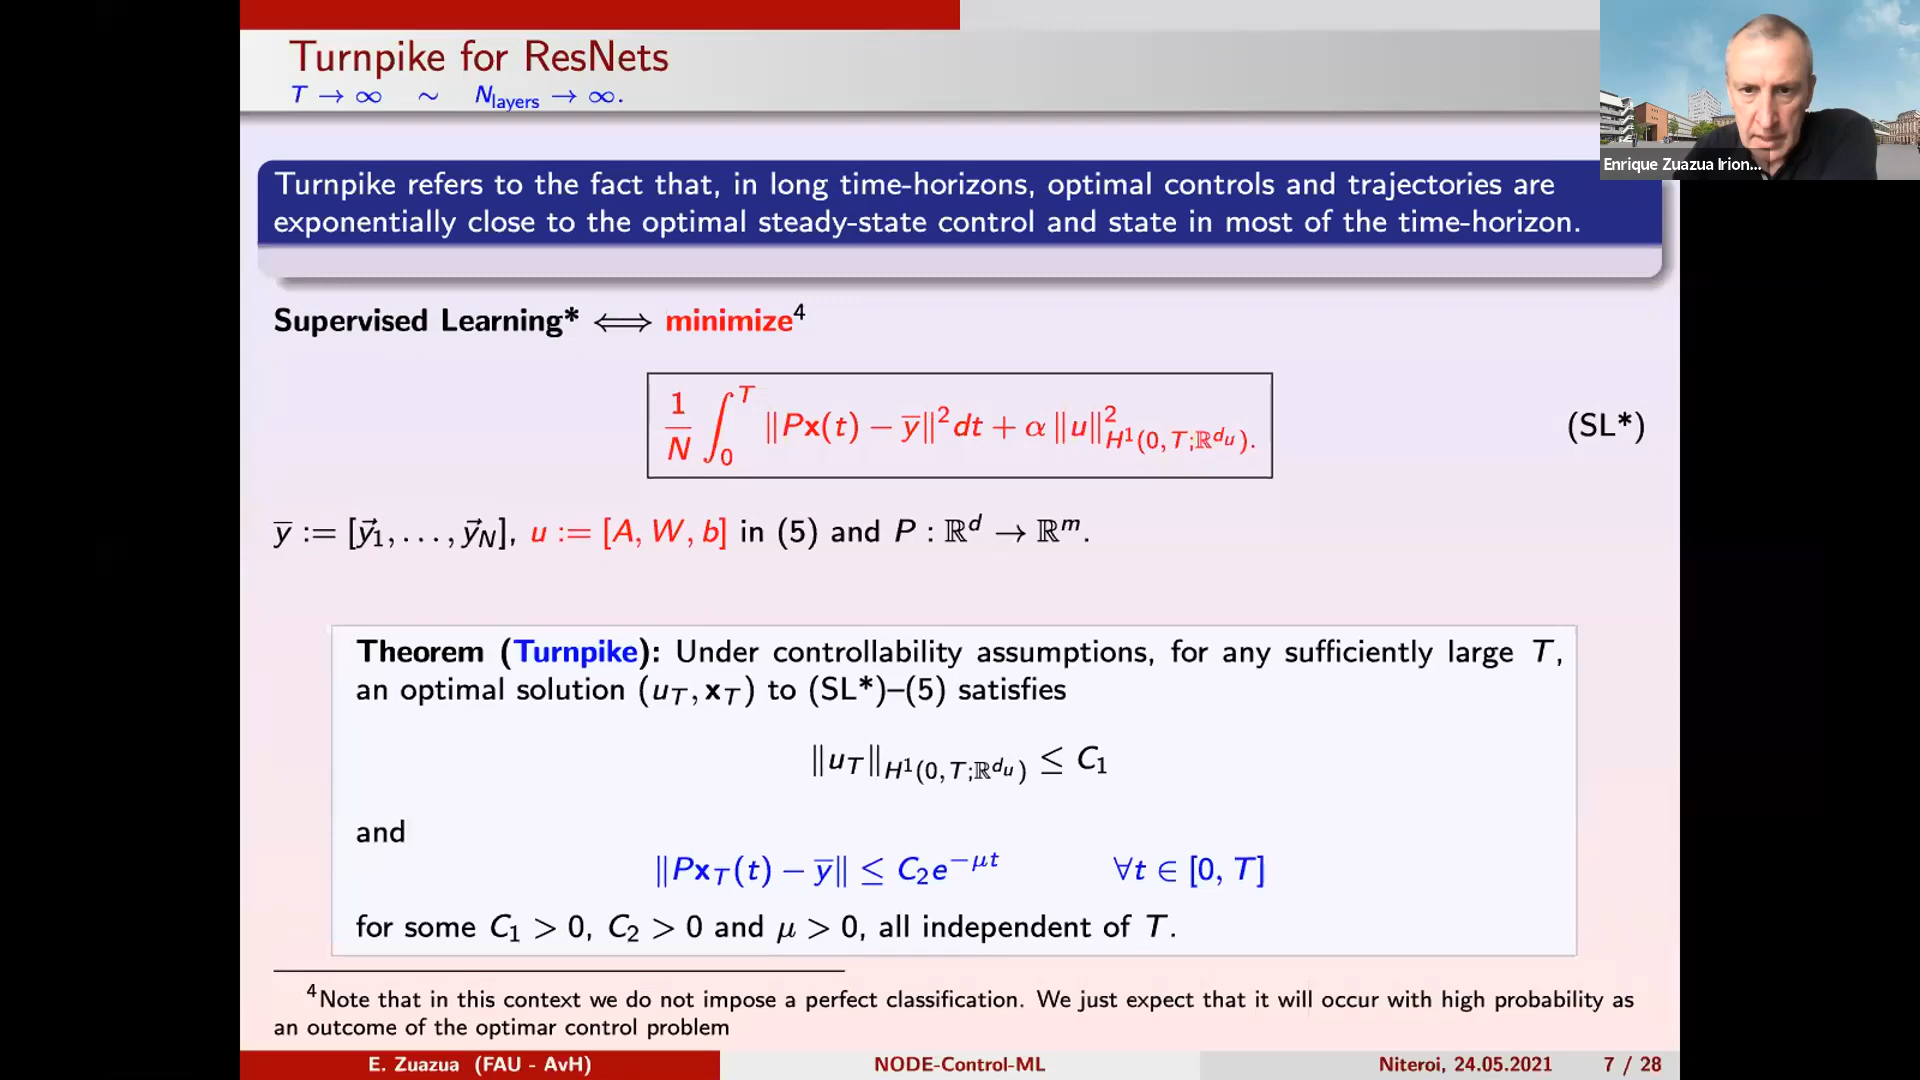 Turnpike for ResNets
T → ∞ ∼ N_layers → ∞.
Enrique Zuazua Irion...
Turnpike refers to the fact that, in long time-horizons, optimal controls and trajectories are
exponentially close to the optimal steady-state control and state in most of the time-horizon.
Supervised Learning* ⟺ minimize⁴
1/N ∫₀ᵀ ‖Px(t) − y̅‖² dt + α ‖u‖²_{H¹(0,T;ℝ^{d_u})}. (SL*)
y̅ := [y⃗₁, . . . , y⃗_N], u := [A, W, b] in (5) and P : ℝᵈ → ℝᵐ.
Theorem (Turnpike): Under controllability assumptions, for any sufficiently large T,
an optimal solution (u_T, x_T) to (SL*)–(5) satisfies
‖u_T‖_{H¹(0,T;ℝ^{d_u})} ≤ C₁
and
‖Px_T(t) − y̅‖ ≤ C₂e^{−μt} ∀t ∈ [0, T]
for some C₁ > 0, C₂ > 0 and μ > 0, all independent of T.
⁴Note that in this context we do not impose a perfect classification. We just expect that it will occur with high probability as
an outcome of the optimar control problem
E. Zuazua (FAU - AvH) NODE-Control-ML Niteroi, 24.05.2021 7 / 28